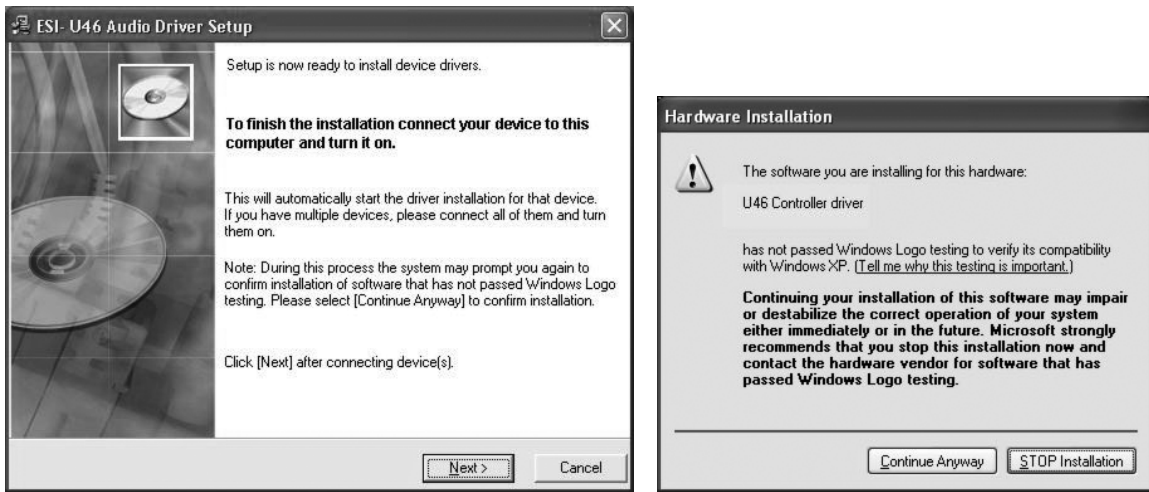 ESI- U46 Audio Driver Setup
Setup is now ready to install device drivers.
To finish the installation connect your device to this
computer and turn it on.
This will automatically start the driver installation for that device.
If you have multiple devices, please connect all of them and turn
them on.
Note: During this process the system may prompt you again to
confirm installation of software that has not passed Windows Logo
testing. Please select [Continue Anyway] to confirm installation.
Click [Next] after connecting device(s).
Next >
Cancel
Hardware Installation
The software you are installing for this hardware:
U46 Controller driver
has not passed Windows Logo testing to verify its compatibility
with Windows XP. (Tell me why this testing is important.)
Continuing your installation of this software may impair
or destabilize the correct operation of your system
either immediately or in the future. Microsoft strongly
recommends that you stop this installation now and
contact the hardware vendor for software that has
passed Windows Logo testing.
Continue Anyway
STOP Installation